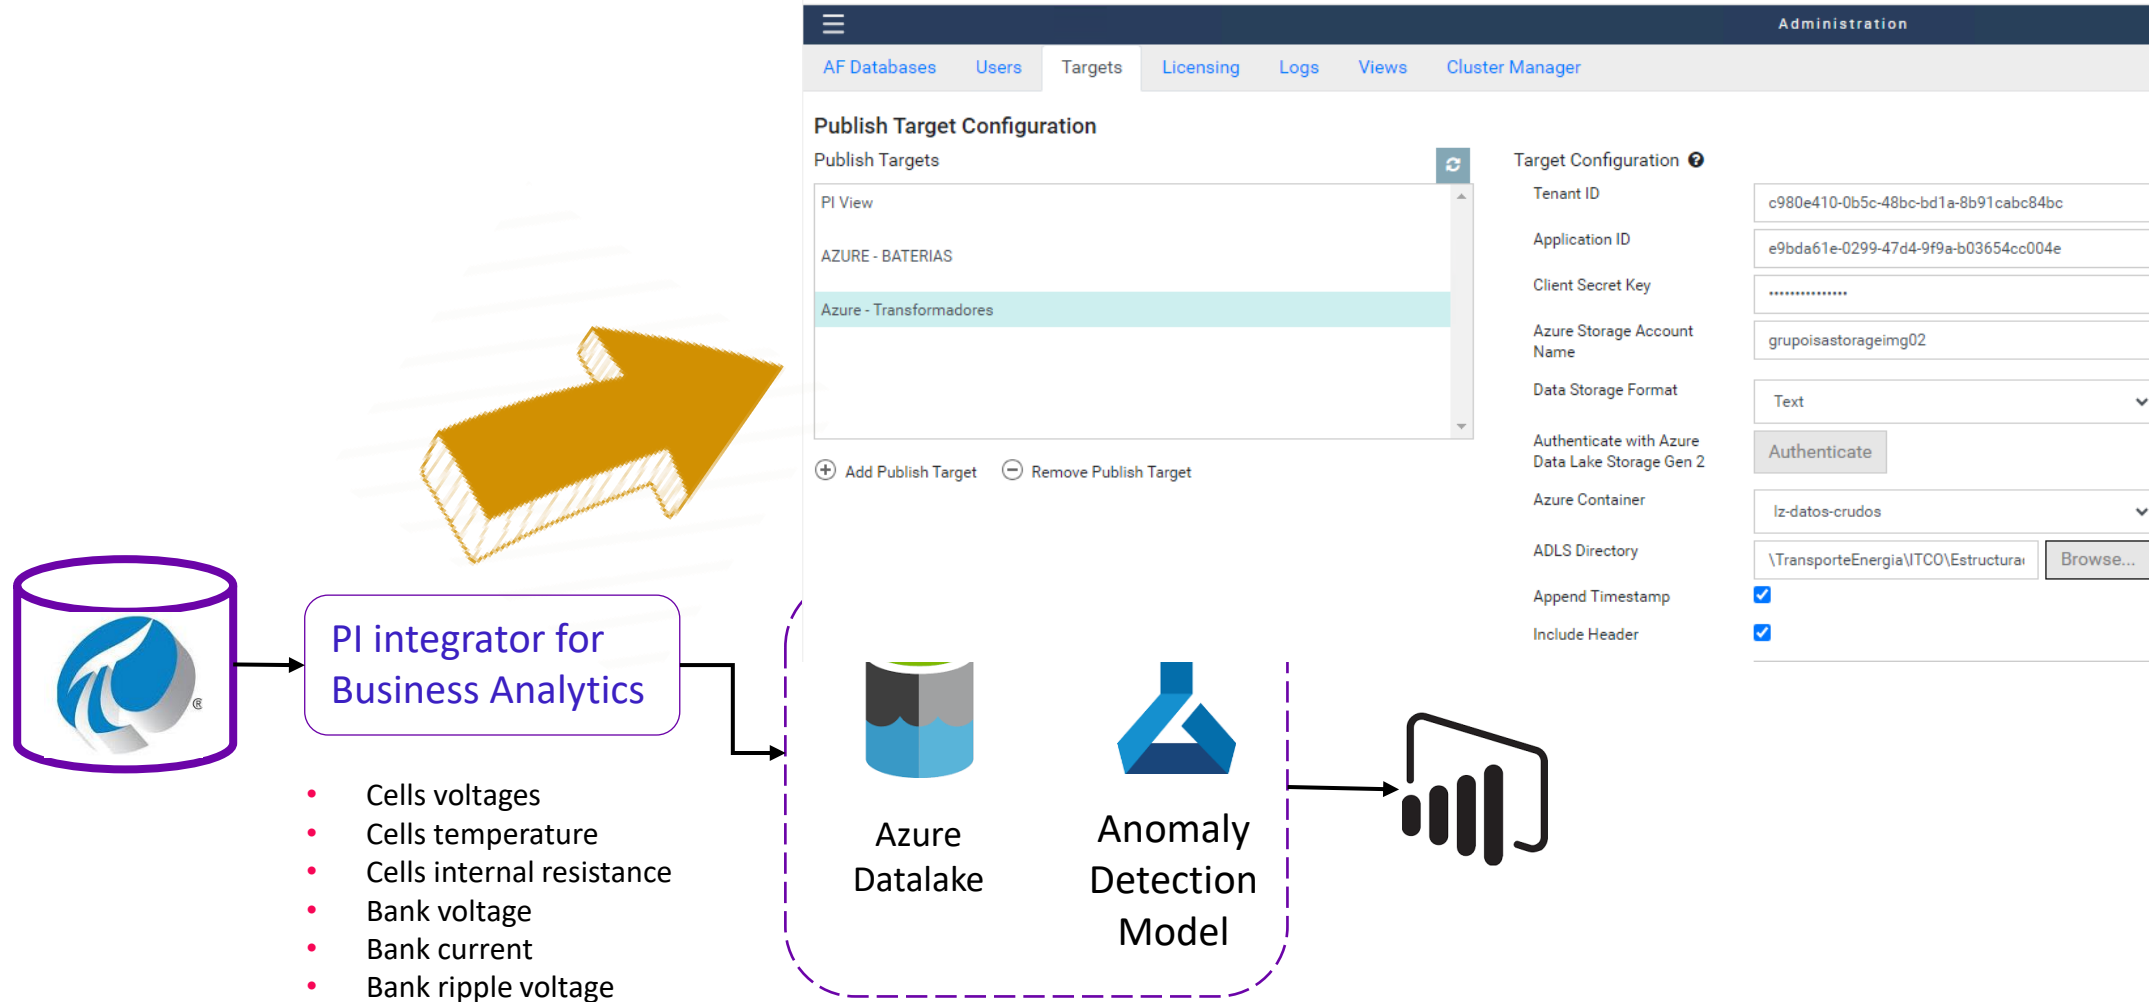 Administration
AF Databases Users Targets Licensing Logs Views Cluster Manager
Publish Target Configuration
Publish Targets
PI View
AZURE - BATERIAS
Azure - Transformadores
Add Publish Target Remove Publish Target
Target Configuration
Tenant ID
c980e410-0b5c-48bc-bd1a-8b91cabc84bc
Application ID
e9bda61e-0299-47d4-9f9a-b03654cc004e
Client Secret Key
•••••••••••••••
Azure Storage Account
Name
grupoisastorageimg02
Data Storage Format
Text
Authenticate with Azure
Data Lake Storage Gen 2
Authenticate
Azure Container
lz-datos-crudos
ADLS Directory
\TransporteEnergia\ITCO\Estructura
Browse...
Append Timestamp
Include Header
®
PI integrator for
Business Analytics
• Cells voltages
• Cells temperature
• Cells internal resistance
• Bank voltage
• Bank current
• Bank ripple voltage
Azure
Datalake
Anomaly
Detection
Model